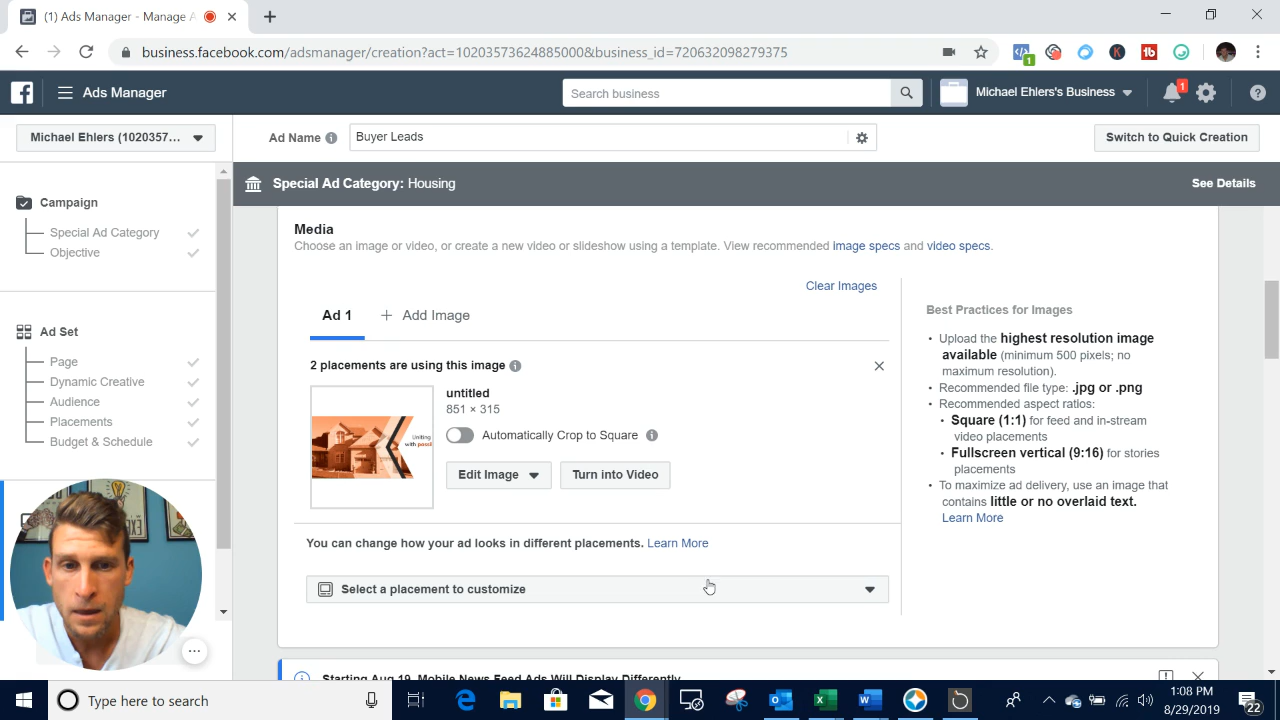 (1) Ads Manager - Manage A
business.facebook.com/adsmanager/creation?act=10203573624885000&business_id=720632098279375
Ads Manager
Search business
Michael Ehlers's Business
1
Michael Ehlers (1020357...
Ad Name
Buyer Leads
Switch to Quick Creation
Special Ad Category: Housing
See Details
Campaign
Special Ad Category
Objective
Ad Set
Page
Dynamic Creative
Audience
Placements
Budget & Schedule
Media
Choose an image or video, or create a new video or slideshow using a template. View recommended image specs and video specs.
Clear Images
Ad 1
Add Image
2 placements are using this image
untitled
851 × 315
Automatically Crop to Square
Edit Image
Turn into Video
Uniting
with possi
You can change how your ad looks in different placements. Learn More
Select a placement to customize
Best Practices for Images
• Upload the highest resolution image
available (minimum 500 pixels; no
maximum resolution).
• Recommended file type: .jpg or .png
• Recommended aspect ratios:
• Square (1:1) for feed and in-stream
video placements
• Fullscreen vertical (9:16) for stories
placements
• To maximize ad delivery, use an image that
contains little or no overlaid text.
Learn More
Starting Aug 19, Mobile News Feed Ads Will Display Differently
Type here to search
1:08 PM
8/29/2019
22